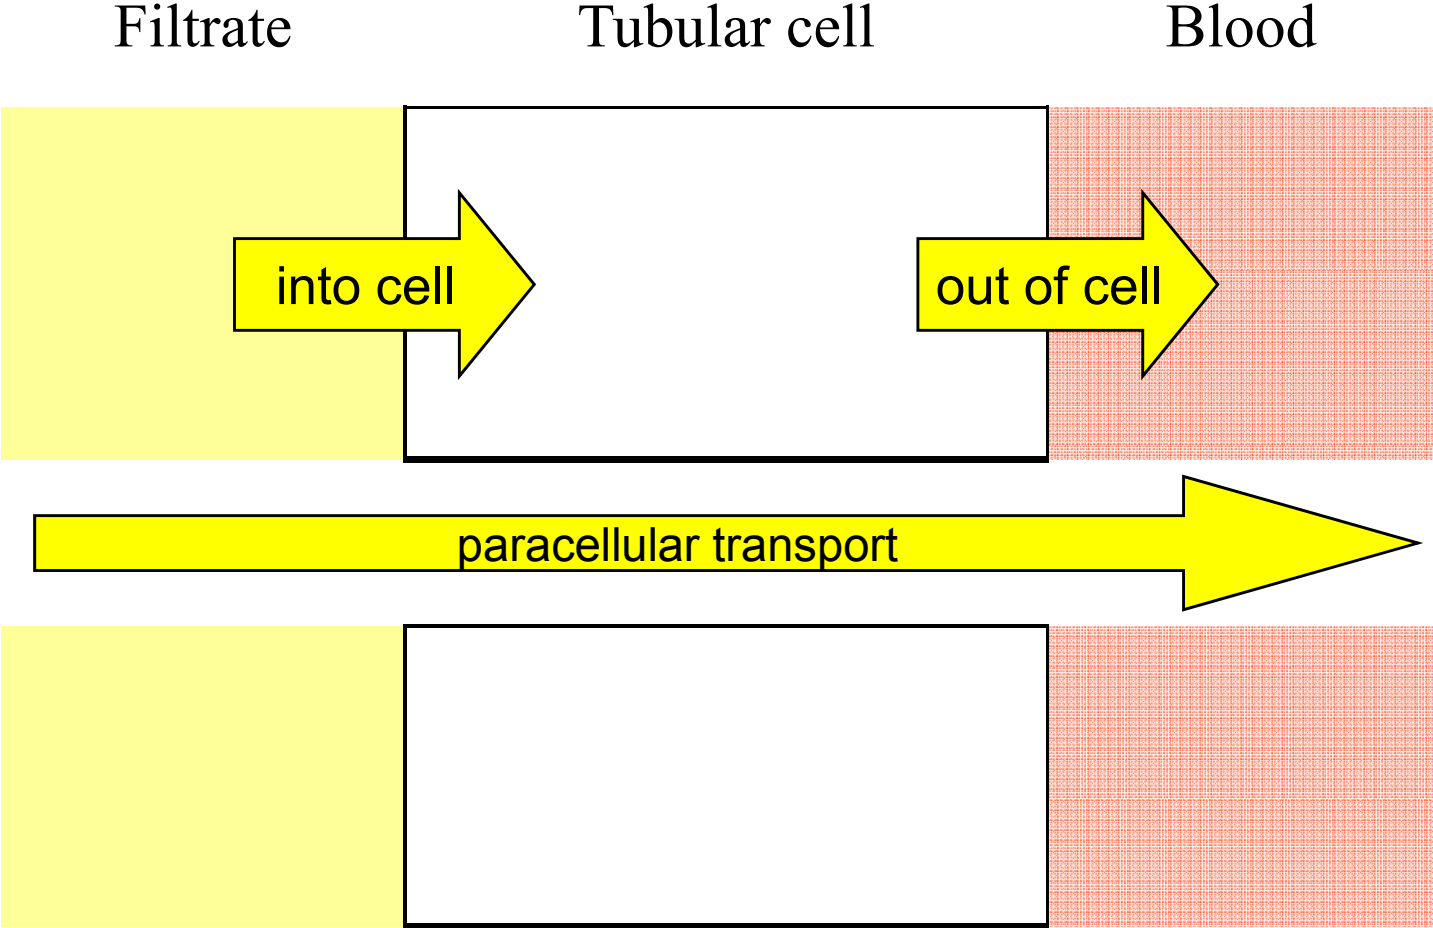 Filtrate Tubular cell Blood
into cell out of cell
paracellular transport